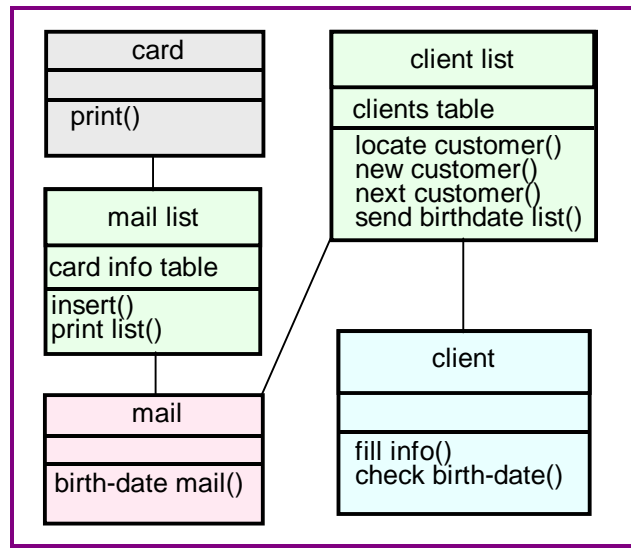 card
print()
client list
clients table
locate customer()
new customer()
next customer()
send birthdate list()
mail list
card info table
insert()
print list()
client
fill info()
check birth-date()
mail
birth-date mail()